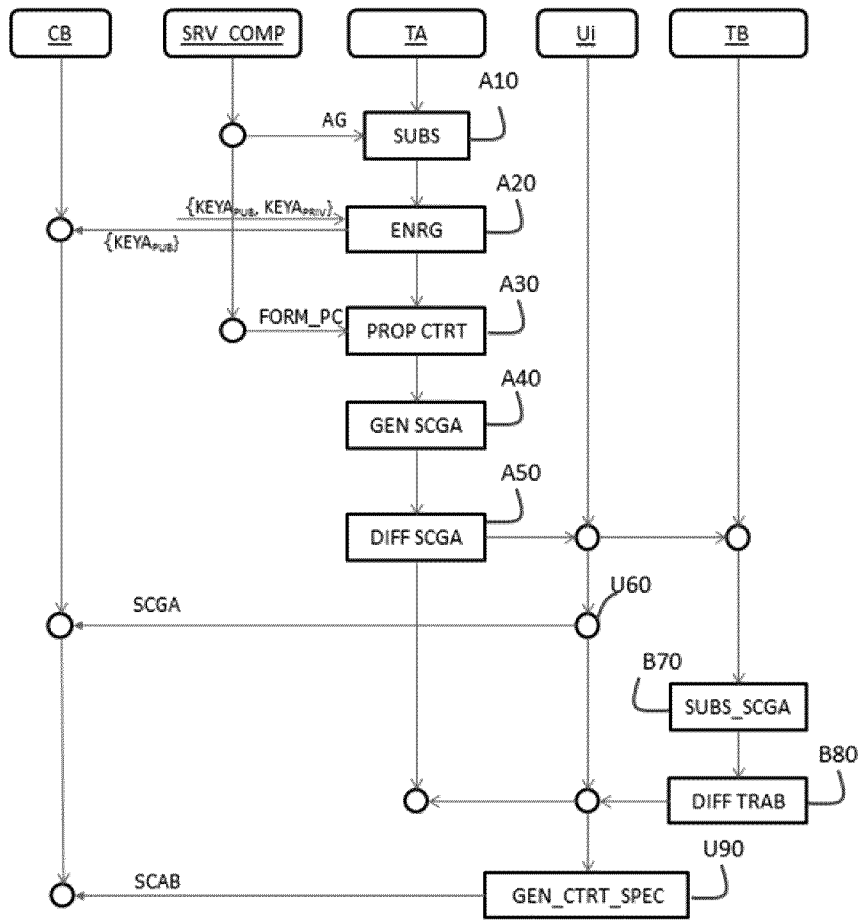 CB SRV_COMP TA Ui TB
A10
AG
SUBS
A20
{KEYA_PUB, KEYA_PRIV}
ENRG
{KEYA_PUB}
A30
FORM_PC
PROP CTRT
A40
GEN SCGA
A50
DIFF SCGA
U60
SCGA
B70
SUBS_SCGA
B80
DIFF TRAB
U90
SCAB
GEN_CTRT_SPEC